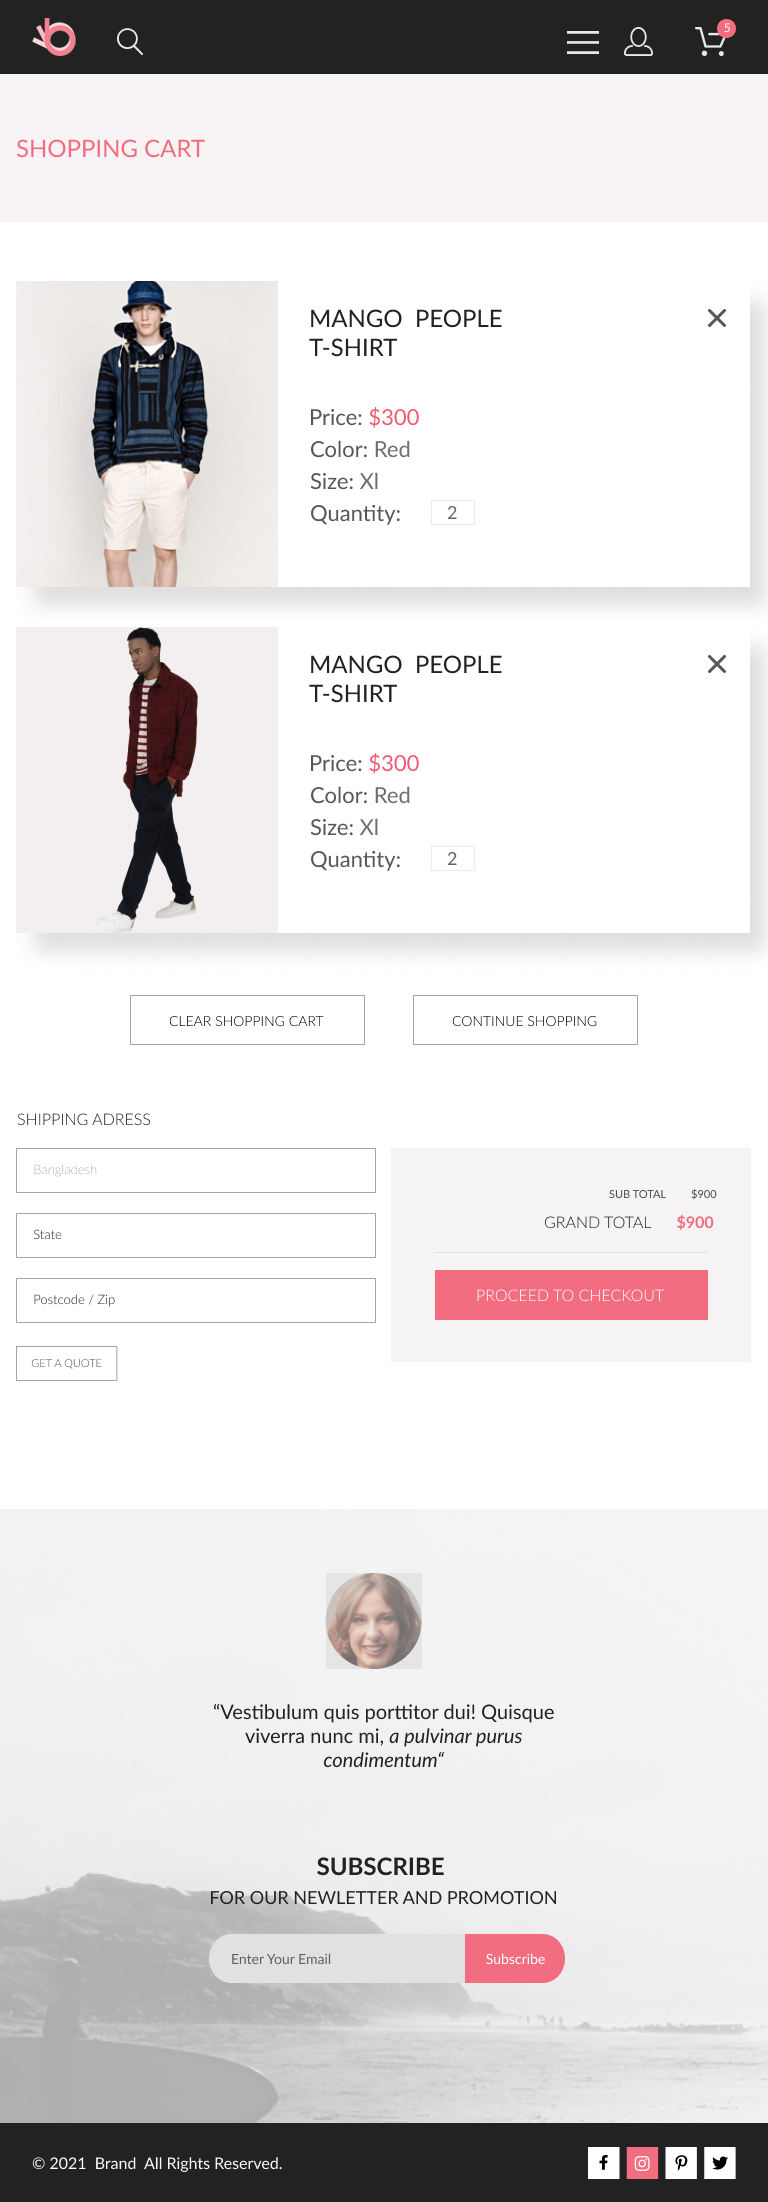 5
SHOPPING CART
MANGO PEOPLE
T-SHIRT
Price: $300
Color: Red
Size: Xl
Quantity: 2
MANGO PEOPLE
T-SHIRT
Price: $300
Color: Red
Size: Xl
Quantity: 2
CLEAR SHOPPING CART
CONTINUE SHOPPING
SHIPPING ADRESS
Bangladesh
State
Postcode / Zip
GET A QUOTE
SUB TOTAL $900
GRAND TOTAL $900
PROCEED TO CHECKOUT
“Vestibulum quis porttitor dui! Quisque
viverra nunc mi, a pulvinar purus
condimentum“
SUBSCRIBE
FOR OUR NEWLETTER AND PROMOTION
Enter Your Email
Subscribe
© 2021 Brand All Rights Reserved.